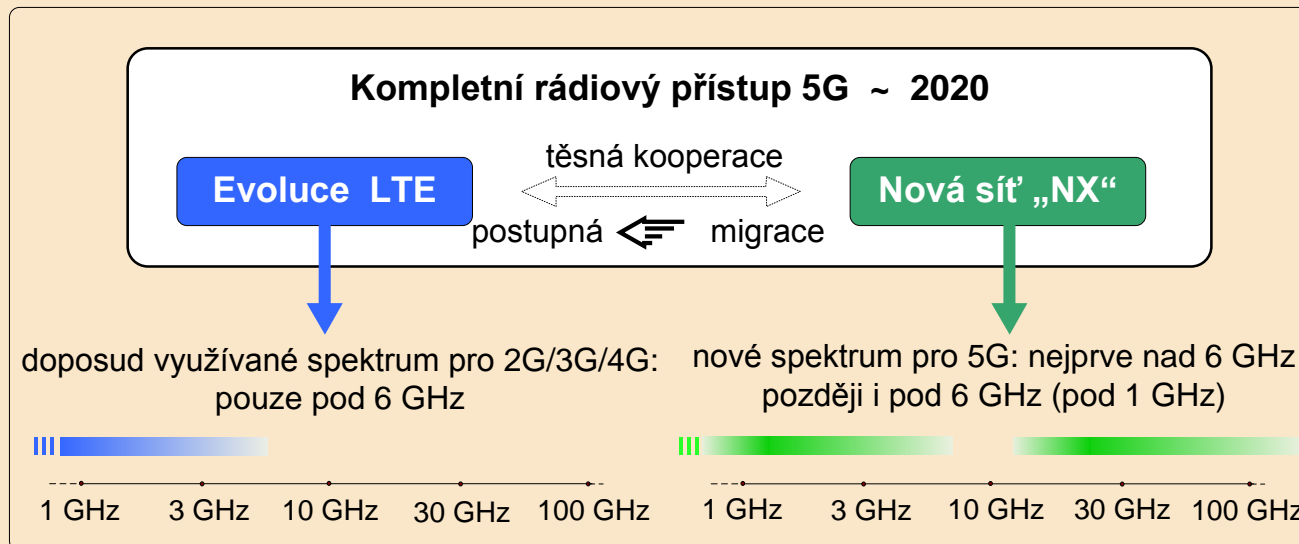 Kompletní rádiový přístup 5G ~ 2020
těsná kooperace
Evoluce LTE
Nová síť „NX“
postupná migrace
doposud využívané spektrum pro 2G/3G/4G:
pouze pod 6 GHz
nové spektrum pro 5G: nejprve nad 6 GHz
později i pod 6 GHz (pod 1 GHz)
1 GHz 3 GHz 10 GHz 30 GHz 100 GHz
1 GHz 3 GHz 10 GHz 30 GHz 100 GHz